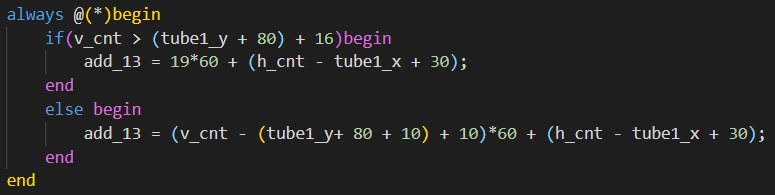 always @(*)begin
if(v_cnt > (tube1_y + 80) + 16)begin
add_13 = 19*60 + (h_cnt - tube1_x + 30);
end
else begin
add_13 = (v_cnt - (tube1_y+ 80 + 10) + 10)*60 + (h_cnt - tube1_x + 30);
end
end